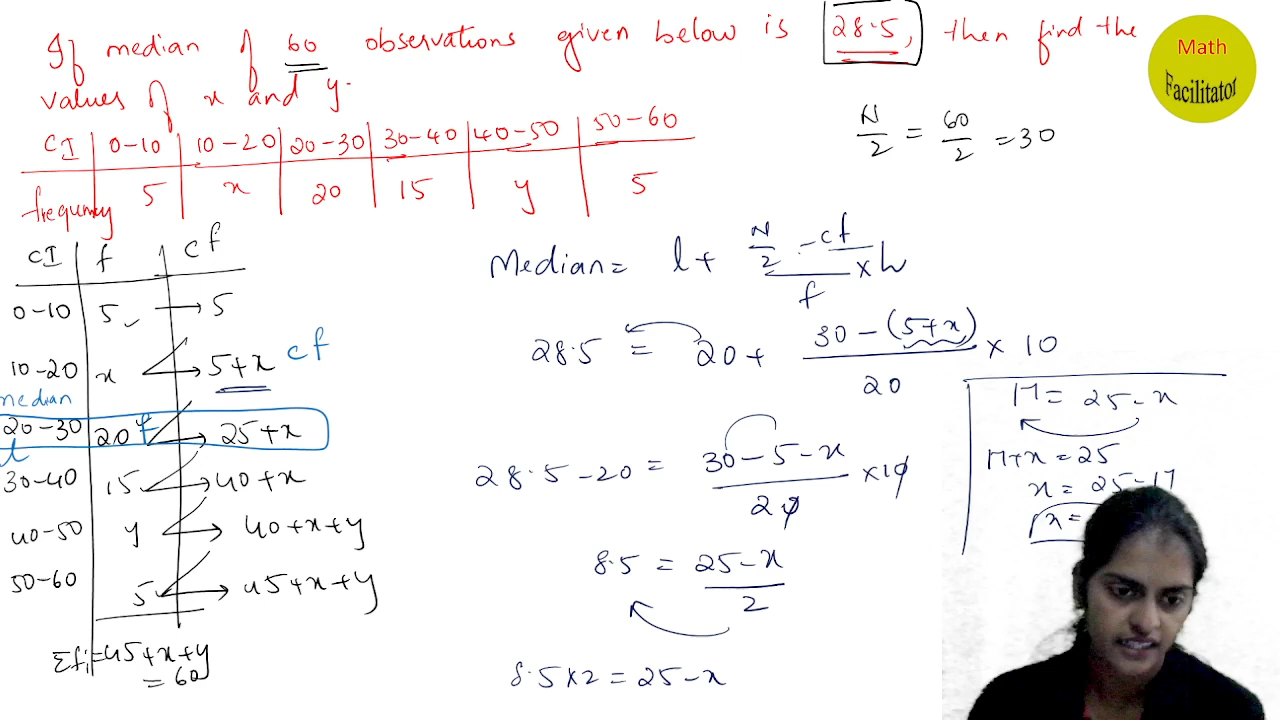 If median of 60 observations given below is 28.5, then find the
values of x and y.
Math
Facilitator
CI 0-10 10-20 20-30 30-40 40-50 50-60
frequency 5 x 20 15 y 5
N/2 = 60/2 = 30
CI f cf
0-10 5 → 5
10-20 x → 5+x cf
median
20-30 20 f → 25+x
l
30-40 15 → 40+x
40-50 y → 40+x+y
50-60 5 → 45+x+y
Σfi = 45+x+y
= 60
Median = l + (N/2 - cf)/f × h
28.5 = 20 + (30 - (5+x))/20 × 10
28.5 - 20 = (30 - 5 - x)/20 × 10
8.5 = (25 - x)/2
8.5 × 2 = 25 - x
17 = 25 - x
17 + x = 25
x = 25 - 17
x =